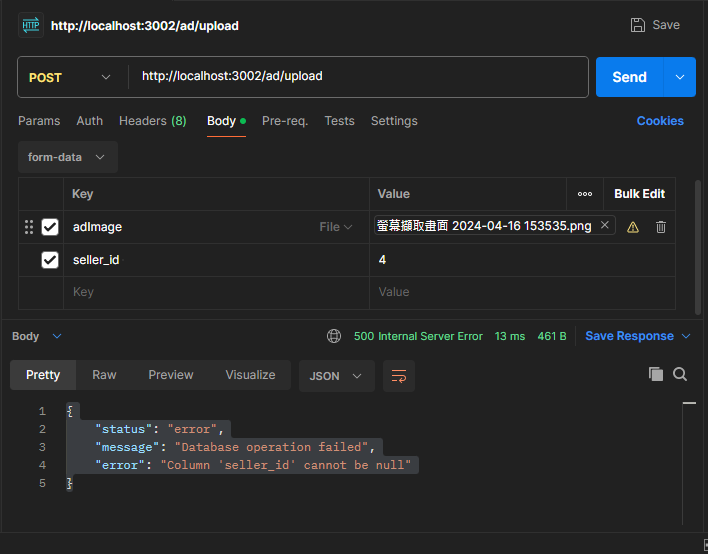 HTTP http://localhost:3002/ad/upload Save
POST http://localhost:3002/ad/upload Send
Params Auth Headers (8) Body Pre-req. Tests Settings Cookies
form-data
Key Value Bulk Edit
adImage File 螢幕擷取畫面 2024-04-16 153535.png
seller_id 4
Key Value
Body 500 Internal Server Error 13 ms 461 B Save Response
Pretty Raw Preview Visualize JSON
1 {
2 "status": "error",
3 "message": "Database operation failed",
4 "error": "Column 'seller_id' cannot be null"
5 }